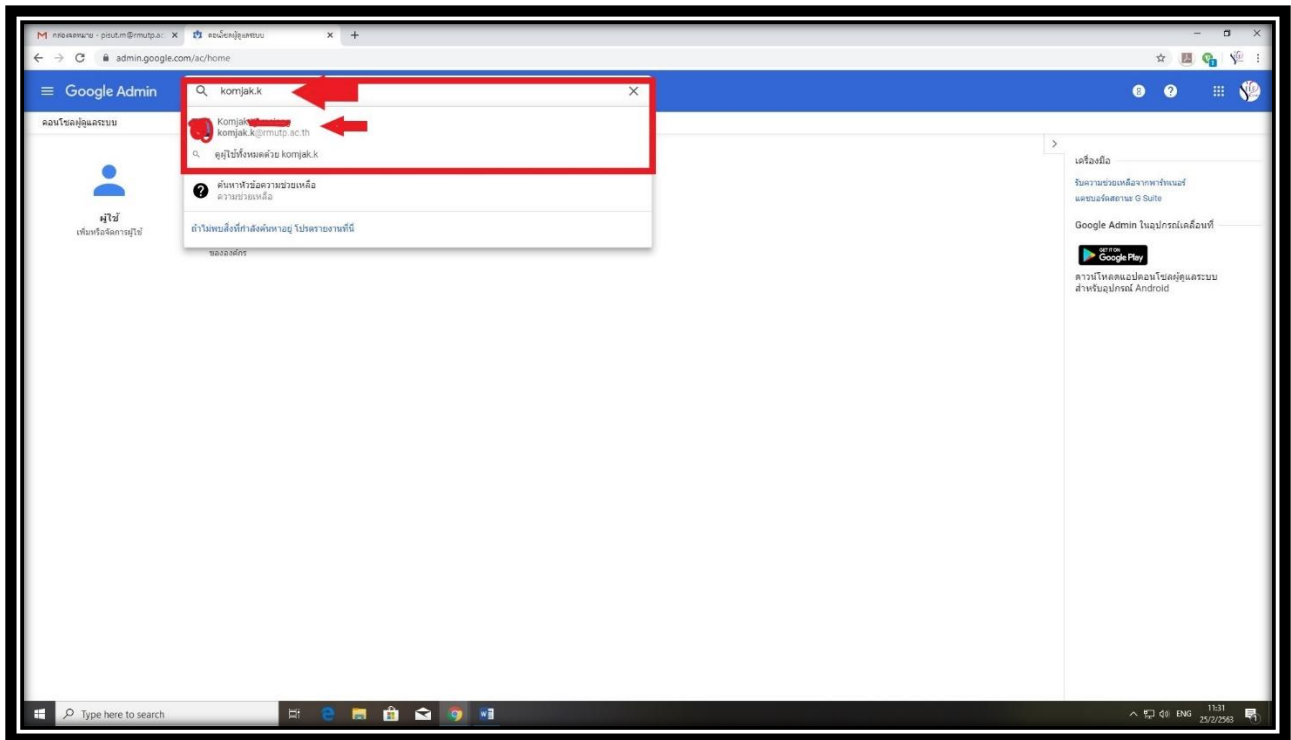 กล่องจดหมาย - pisut.m@rmutp.ac
คอนโซลผู้ดูแลระบบ
admin.google.com/ac/home
Google Admin
komjak.k
คอนโซลผู้ดูแลระบบ
Komjak
komjak.k@rmutp.ac.th
ดูผู้ใช้ทั้งหมดด้วย komjak.k
ค้นหาหัวข้อความช่วยเหลือ
ความช่วยเหลือ
ถ้าไม่พบสิ่งที่กำลังค้นหาอยู่ โปรดรายงานที่นี่
ผู้ใช้
เพิ่มหรือจัดการผู้ใช้
ขององค์กร
เครื่องมือ
รับความช่วยเหลือจากพาร์ทเนอร์
แดชบอร์ดสถานะ G Suite
Google Admin ในอุปกรณ์เคลื่อนที่
GET IT ON
Google Play
ดาวน์โหลดแอปคอนโซลผู้ดูแลระบบ
สำหรับอุปกรณ์ Android
Type here to search
ENG
11:31
25/2/2563